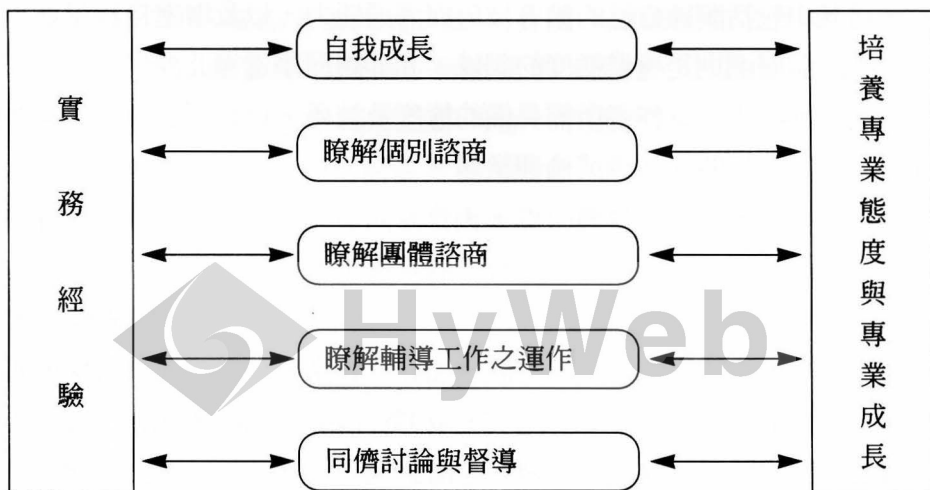 實務經驗
自我成長
瞭解個別諮商
瞭解團體諮商
瞭解輔導工作之運作
同儕討論與督導
培養專業態度與專業成長
HyWeb